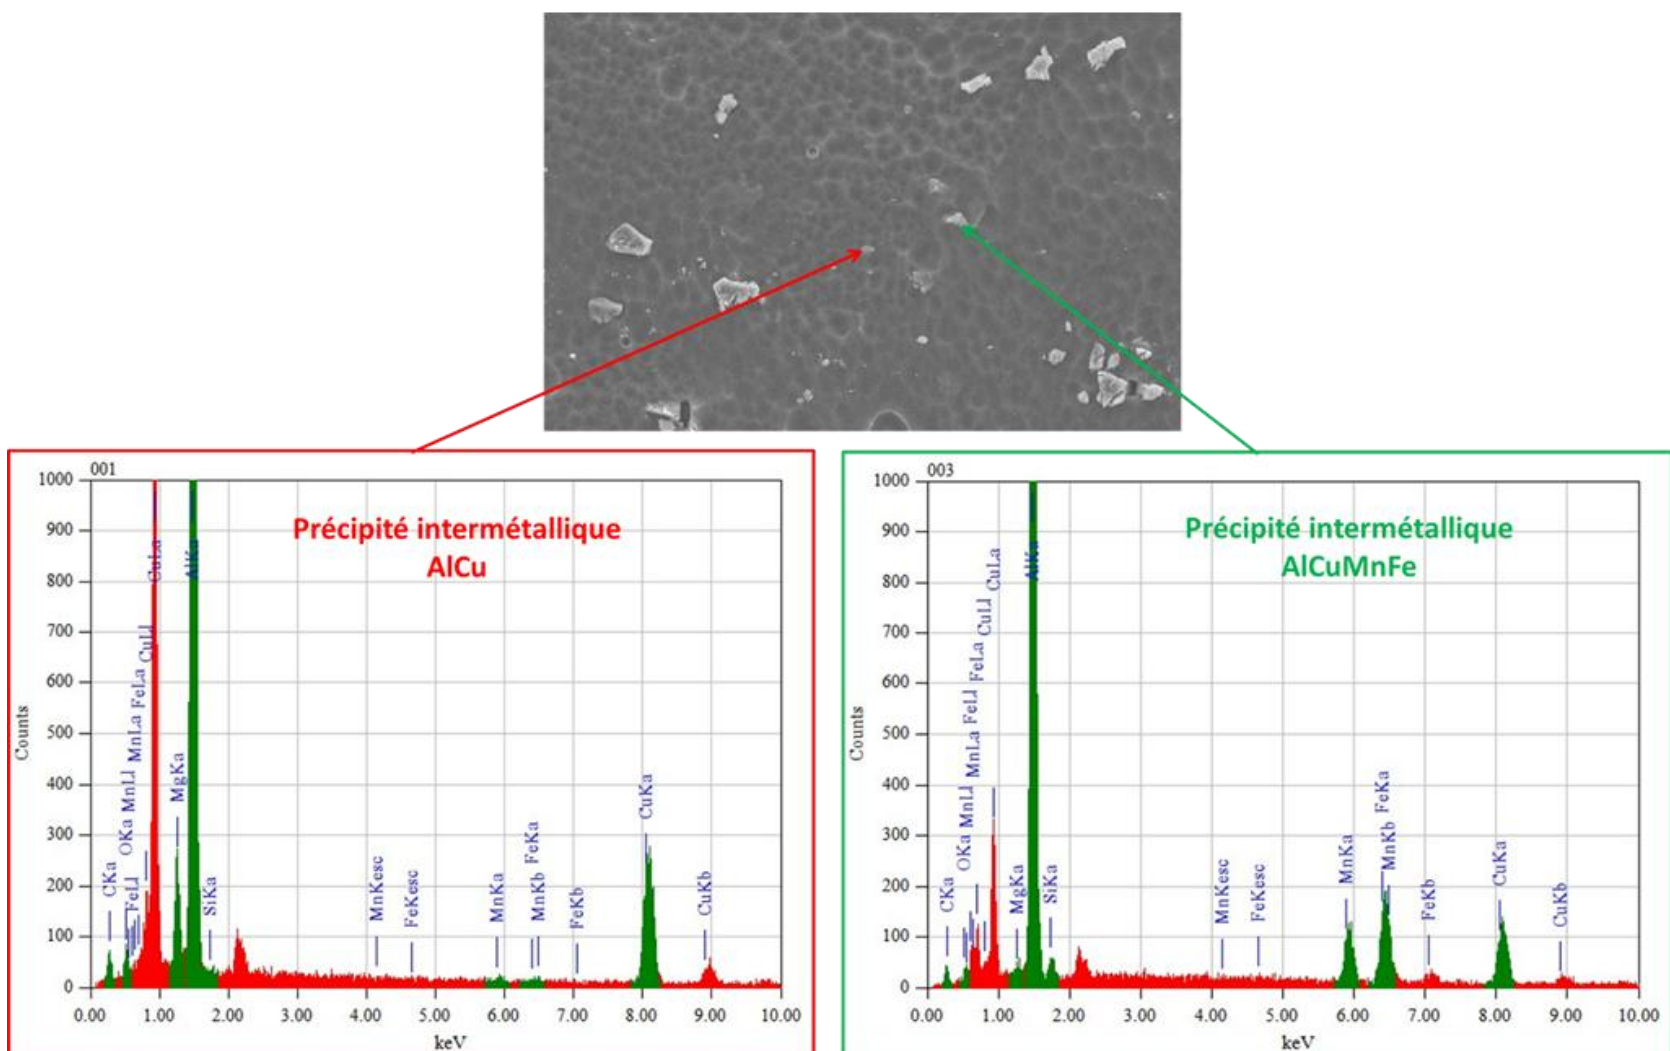 001
Précipité intermétallique
AlCu
1000
900
800
700
600
500
400
300
200
100
0
Counts
CKa
OKa
FeLl
MnLl
MnLa
FeLa
CuLl
CuLa
MgKa
AlKa
SiKa
MnKesc
FeKesc
MnKa
MnKb
FeKa
FeKb
CuKa
CuKb
0.00 1.00 2.00 3.00 4.00 5.00 6.00 7.00 8.00 9.00 10.00
keV
003
Précipité intermétallique
AlCuMnFe
1000
900
800
700
600
500
400
300
200
100
0
Counts
CKa
OKa
MnLl
MnLa
FeLl
FeLa
CuLl
CuLa
MgKa
AlKa
SiKa
MnKesc
FeKesc
MnKa
MnKb
FeKa
FeKb
CuKa
CuKb
0.00 1.00 2.00 3.00 4.00 5.00 6.00 7.00 8.00 9.00 10.00
keV